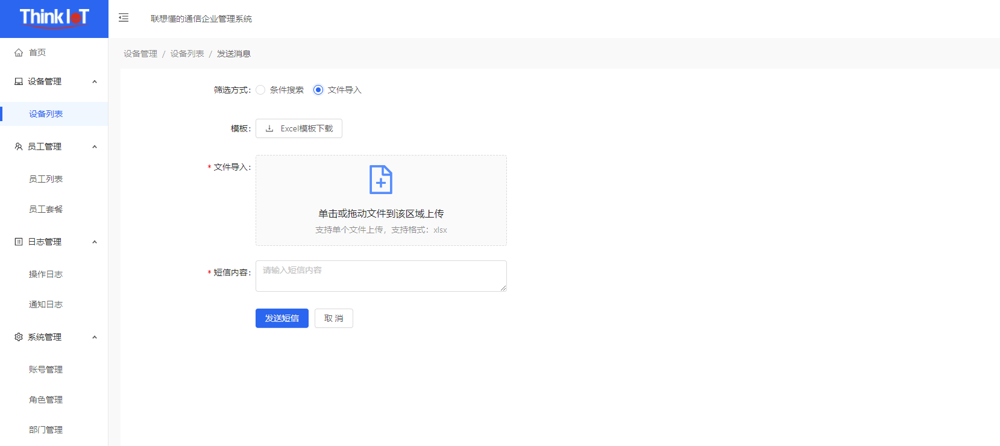 Think IoT
联想懂的通信企业管理系统
首页
设备管理
设备列表
员工管理
员工列表
员工套餐
日志管理
操作日志
通知日志
系统管理
账号管理
角色管理
部门管理
设备管理 / 设备列表 / 发送消息
筛选方式: 条件搜索 文件导入
模板: Excel模板下载
* 文件导入:
单击或拖动文件到该区域上传
支持单个文件上传，支持格式：xlsx
* 短信内容: 请输入短信内容
发送短信 取 消